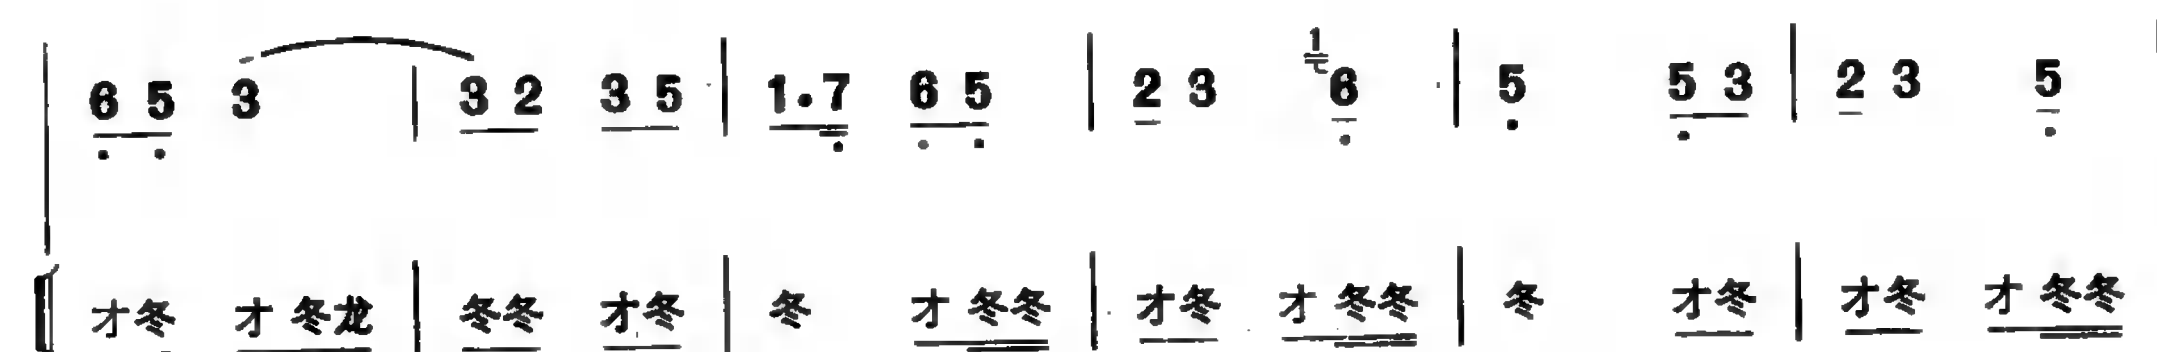 6 5 3 | 3 2 3 5 | 1. 7 6 5 | 2 3 1 6 | 5 5 3 | 2 3 5
才冬 才 冬龙 | 冬冬 才冬 | 冬 才 冬冬 | 才冬 才 冬冬 | 冬 才冬 | 才冬 才 冬冬